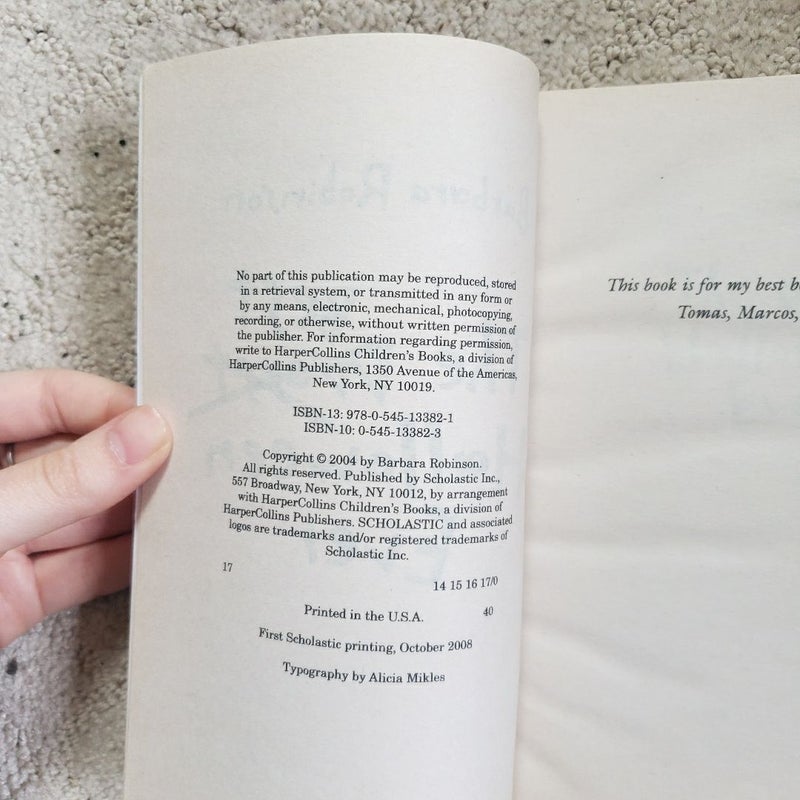 No part of this publication may be reproduced, stored
in a retrieval system, or transmitted in any form or
by any means, electronic, mechanical, photocopying,
recording, or otherwise, without written permission of
the publisher. For information regarding permission,
write to HarperCollins Children's Books, a division of
HarperCollins Publishers, 1350 Avenue of the Americas,
New York, NY 10019.
ISBN-13: 978-0-545-13382-1
ISBN-10: 0-545-13382-3
Copyright © 2004 by Barbara Robinson.
All rights reserved. Published by Scholastic Inc.,
557 Broadway, New York, NY 10012, by arrangement
with HarperCollins Children's Books, a division of
HarperCollins Publishers. SCHOLASTIC and associated
logos are trademarks and/or registered trademarks of
Scholastic Inc.
17
14 15 16 17/0
Printed in the U.S.A.
40
First Scholastic printing, October 2008
Typography by Alicia Mikles
This book is for my best b
Tomas, Marcos,